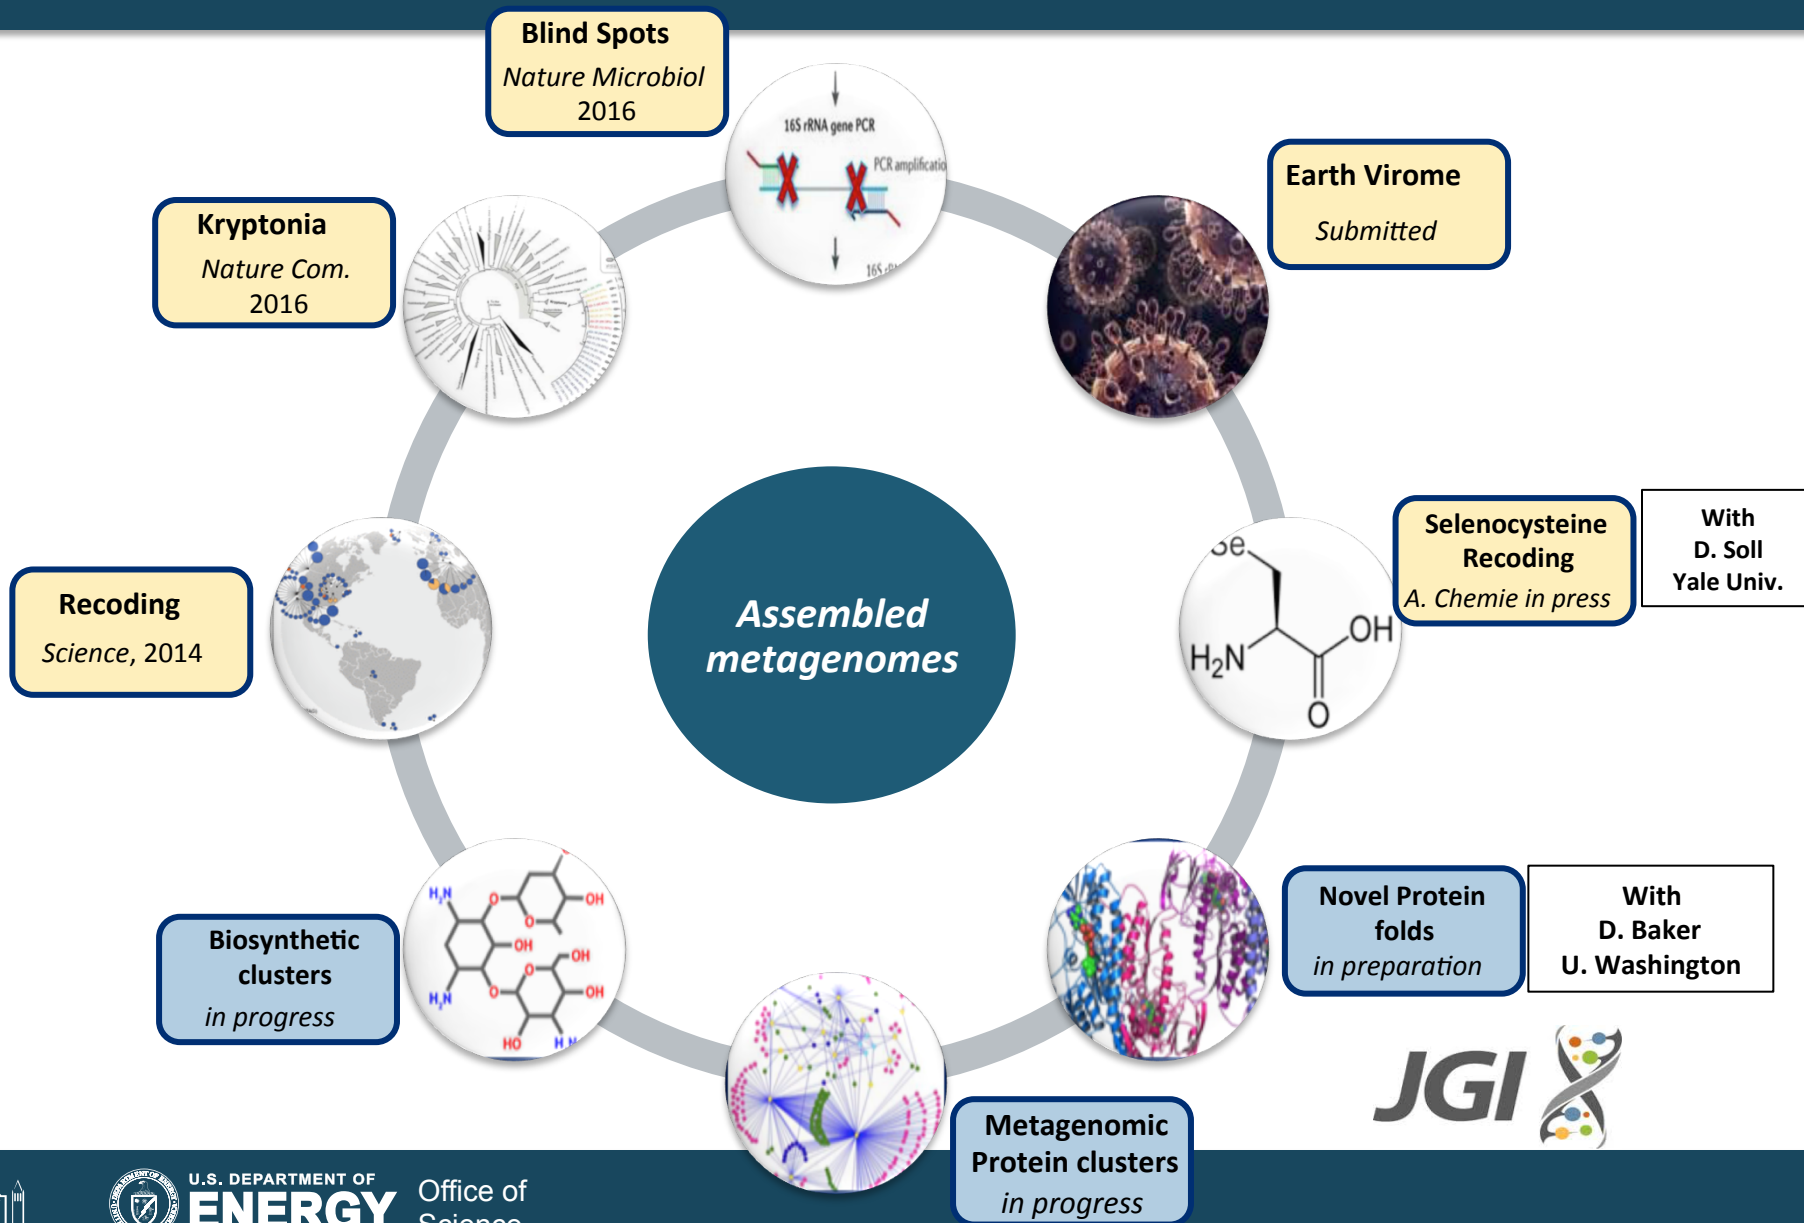 Blind Spots
Nature Microbiol
2016
16S rRNA gene PCR
PCR amplificatio
16S
Earth Virome
Submitted
Kryptonia
Nature Com.
2016
Selenocysteine
Recoding
A. Chemie in press
With
D. Soll
Yale Univ.
Se
H₂N
OH
O
Recoding
Science, 2014
Assembled
metagenomes
Novel Protein
folds
in preparation
With
D. Baker
U. Washington
Biosynthetic
clusters
in progress
H₂N
O
OH
O
OH
OH
O
OH
H₂N
O
HO
H N
Metagenomic
Protein clusters
in progress
JGI
U.S. DEPARTMENT OF
ENERGY
Office of
Science